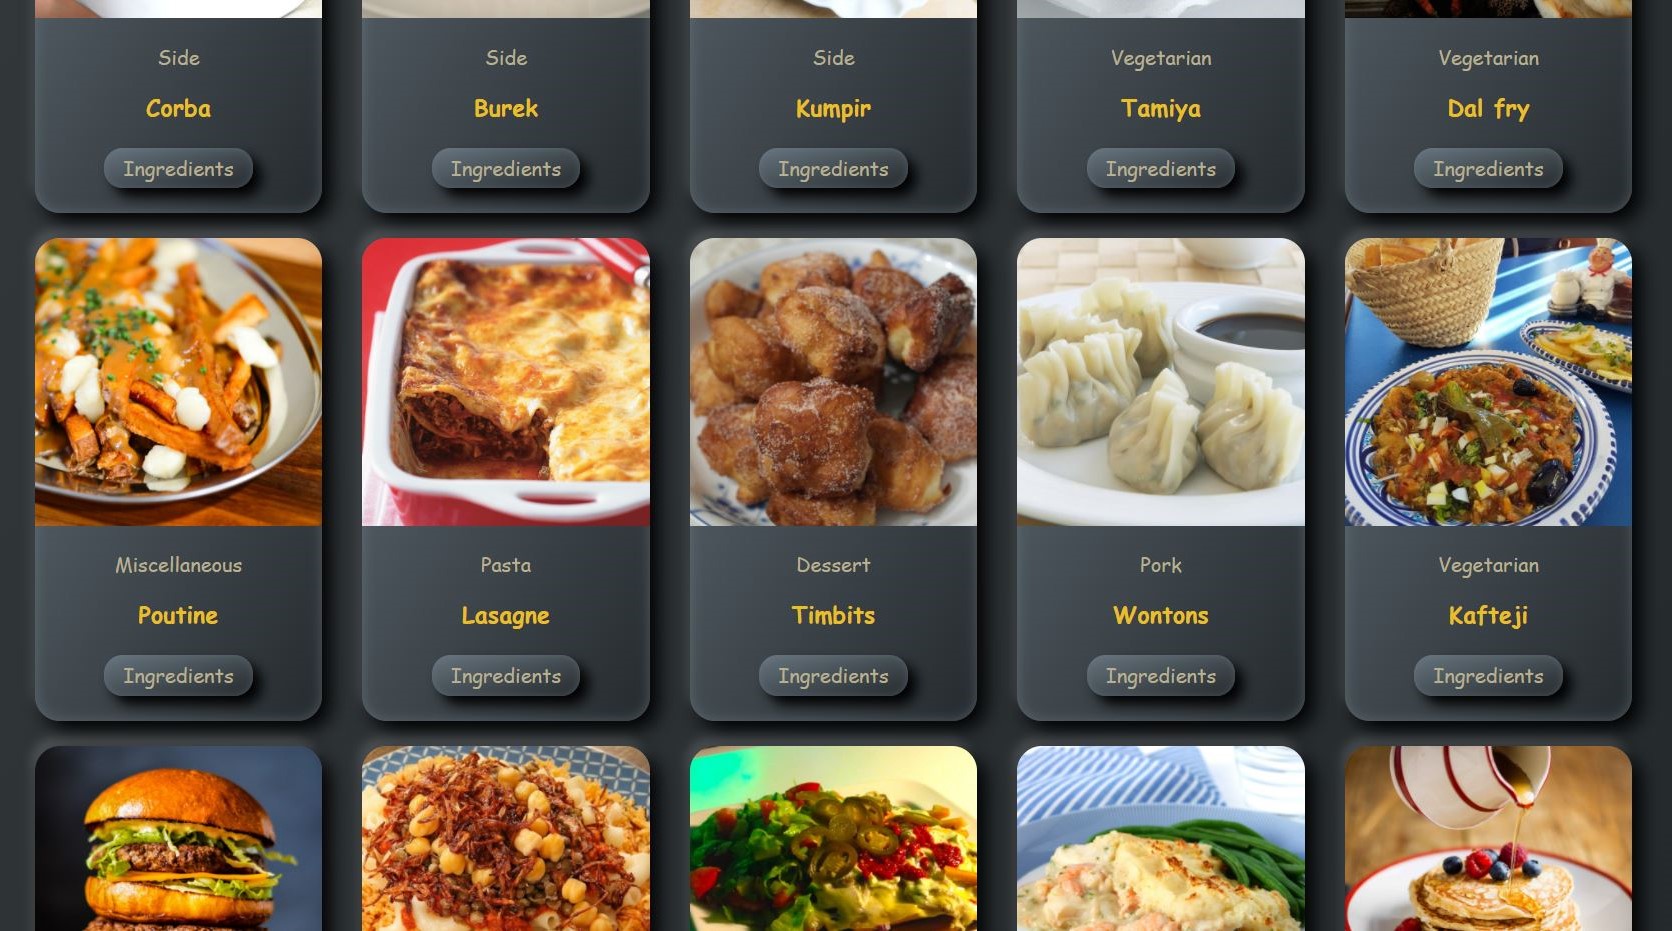 Side
Side
Side
Vegetarian
Vegetarian
Corba
Burek
Kumpir
Tamiya
Dal fry
Ingredients
Ingredients
Ingredients
Ingredients
Ingredients
Miscellaneous
Pasta
Dessert
Pork
Vegetarian
Poutine
Lasagne
Timbits
Wontons
Kafteji
Ingredients
Ingredients
Ingredients
Ingredients
Ingredients